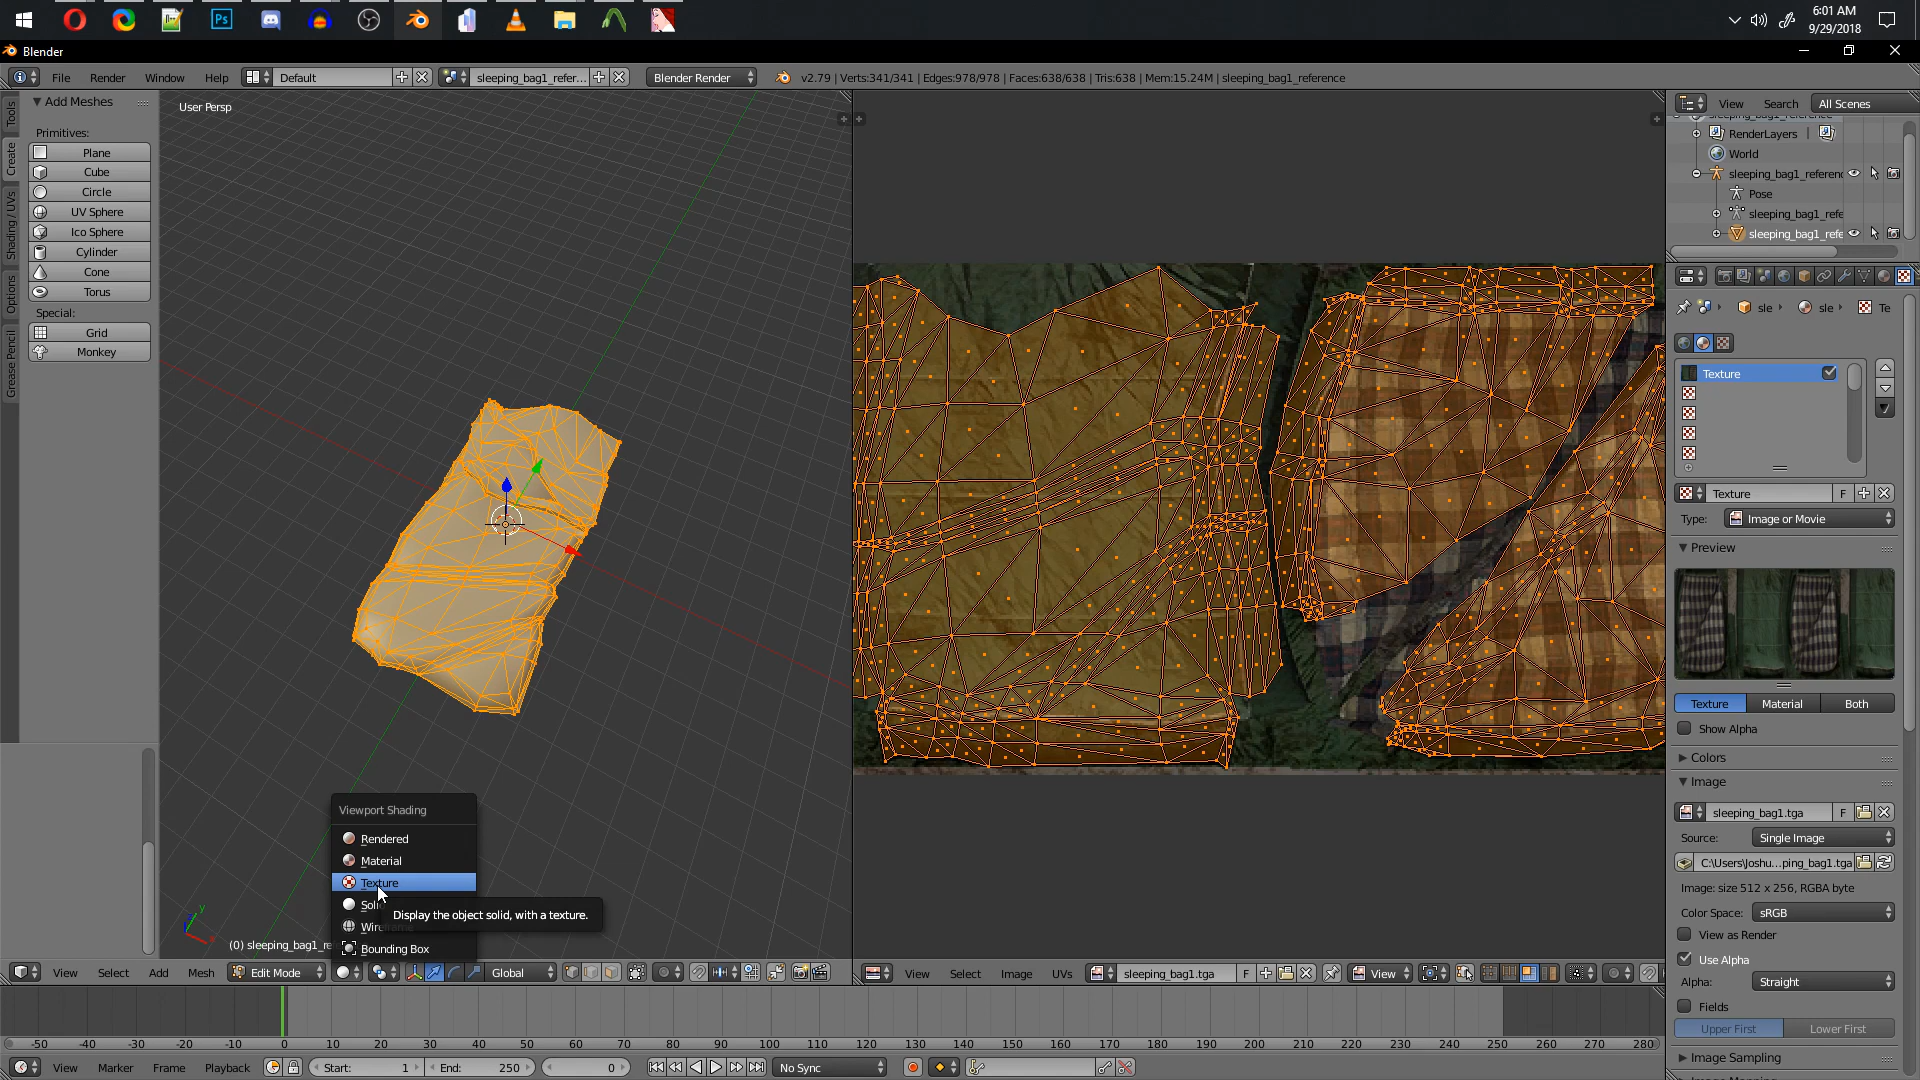 6:01 AM
9/29/2018
Blender
File Render Window Help Default sleeping_bag1_refer... Blender Render v2.79 | Verts:341/341 | Edges:978/978 | Faces:638/638 | Tris:638 | Mem:15.24M | sleeping_bag1_reference
Add Meshes
Primitives:
Plane
Cube
Circle
UV Sphere
Ico Sphere
Cylinder
Cone
Torus
Special:
Grid
Monkey
Tools
Create
Shading / UVs
Options
Grease Pencil
User Persp
Viewport Shading
Rendered
Material
Texture
Display the object solid, with a texture.
Bounding Box
(0) sleeping_bag1_re
View Select Add Mesh Edit Mode Global
View Select Image UVs sleeping_bag1.tga F View
-50 -40 -30 -20 -10 0 10 20 30 40 50 60 70 80 90 100 110 120 130 140 150 160 170 180 190 200 210 220 230 240 250 260 270 280
View Marker Frame Playback Start: 1 End: 250 0 No Sync
View Search All Scenes
RenderLayers
World
sleeping_bag1_referen
Pose
sleeping_bag1_refe
sleeping_bag1_refe
sle sle Te
Texture
Texture F
Type: Image or Movie
Preview
Texture Material Both
Show Alpha
Colors
Image
sleeping_bag1.tga F
Source: Single Image
C:\Users\Joshu...ping_bag1.tga
Image: size 512 x 256, RGBA byte
Color Space: sRGB
View as Render
Use Alpha
Alpha: Straight
Fields
Upper First Lower First
Image Sampling